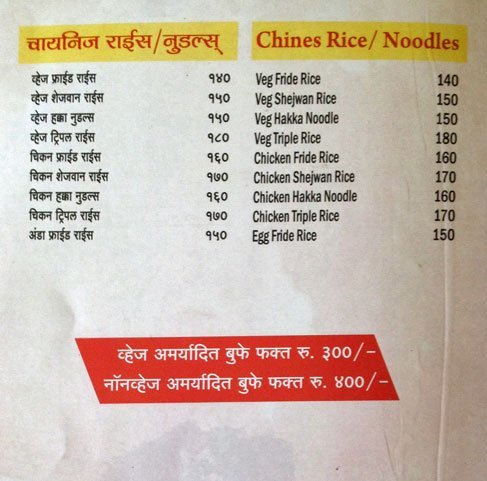 चायनिज राईस/नुडल्स् Chines Rice/ Noodles
व्हेज फ्राईड राईस १४० Veg Fride Rice 140
व्हेज शेजवान राईस १५० Veg Shejwan Rice 150
व्हेज हक्का नुडल्स १५० Veg Hakka Noodle 150
व्हेज ट्रिपल राईस १८० Veg Triple Rice 180
चिकन फ्राईड राईस १६० Chicken Fride Rice 160
चिकन शेजवान राईस १७० Chicken Shejwan Rice 170
चिकन हक्का नुडल्स १६० Chicken Hakka Noodle 160
चिकन ट्रिपल राईस १७० Chicken Triple Rice 170
अंडा फ्राईड राईस १५० Egg Fride Rice 150
व्हेज अमर्यादित बुफे फक्त रु. ३००/-
नॉनव्हेज अमर्यादित बुफे फक्त रु. ४००/-